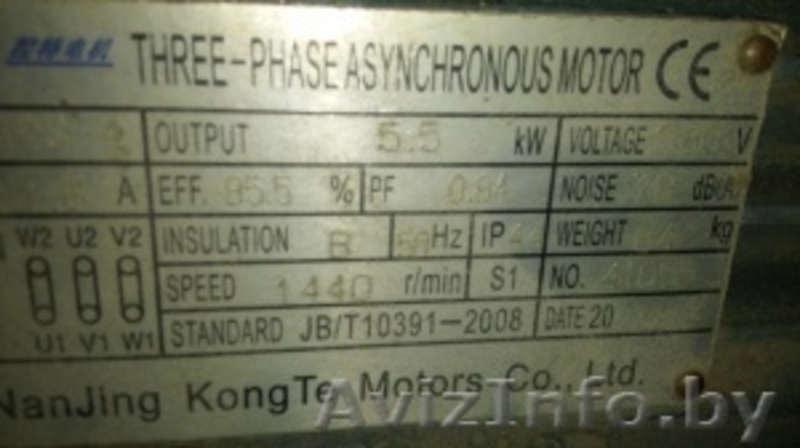 THREE-PHASE ASYNCHRONOUS MOTOR CE
OUTPUT 5.5 kW VOLTAGE V
A EFF. 85.5 % PF 0.84 NOISE dB(A)
W2 U2 V2 INSULATION B 50 Hz IP WEIGHT kg
SPEED 1440 r/min S1 NO.
U1 V1 W1 STANDARD JB/T10391-2008 DATE 20
NanJing KongTe Motors Co., Ltd.
AvizInfo.by